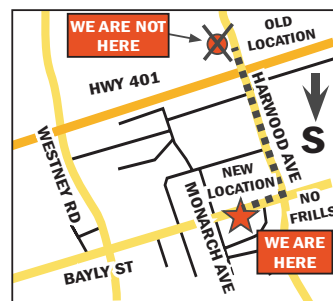 WE ARE NOT
HERE
OLD
LOCATION
HWY 401
HARWOOD AVE
S
WESTNEY RD
NEW
LOCATION
MONARCH AVE
NO
FRILLS
BAYLY ST
WE ARE
HERE